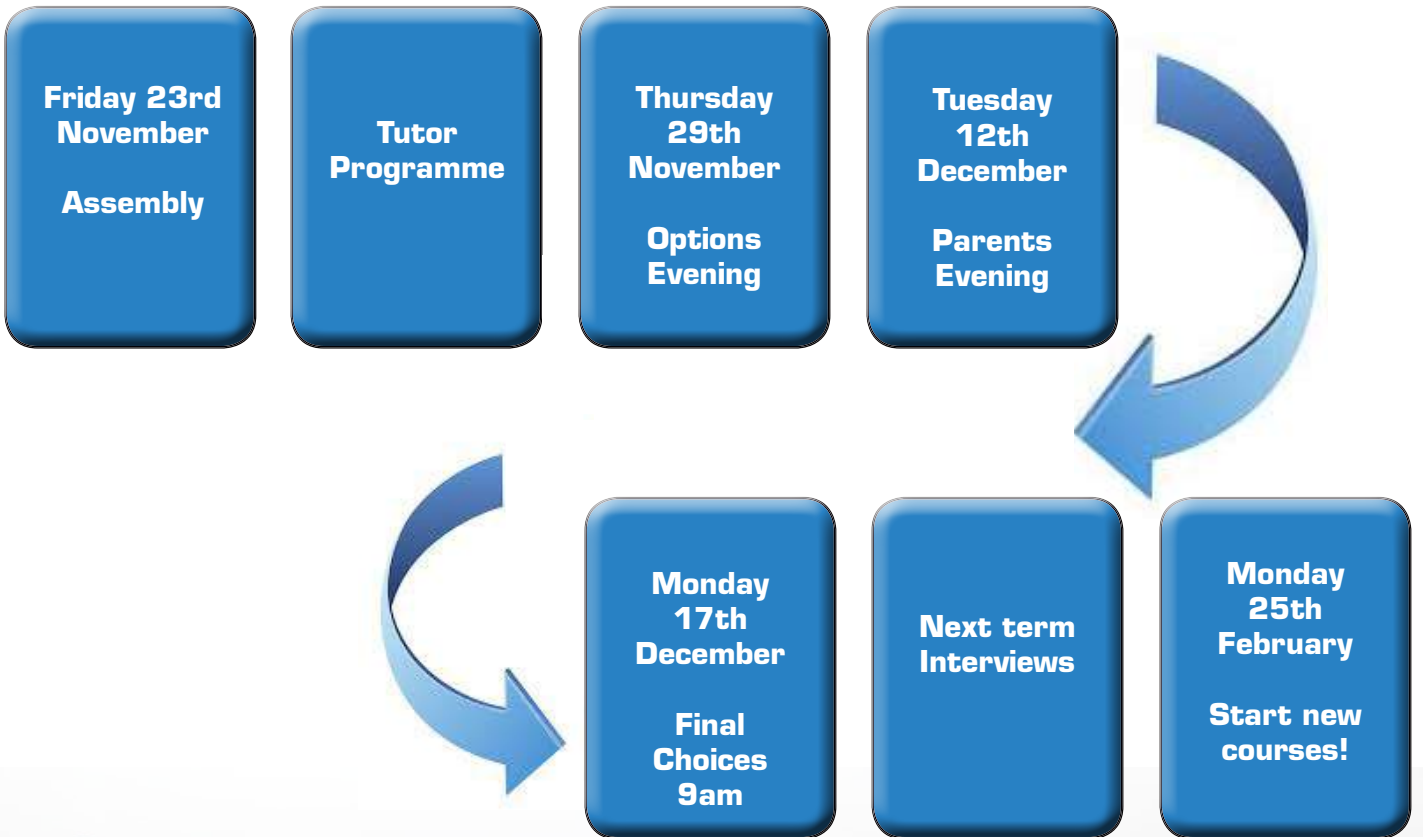 Friday 23rd
November
Assembly
Tutor
Programme
Thursday
29th
November
Options
Evening
Tuesday
12th
December
Parents
Evening
Monday
17th
December
Final
Choices
9am
Next term
Interviews
Monday
25th
February
Start new
courses!